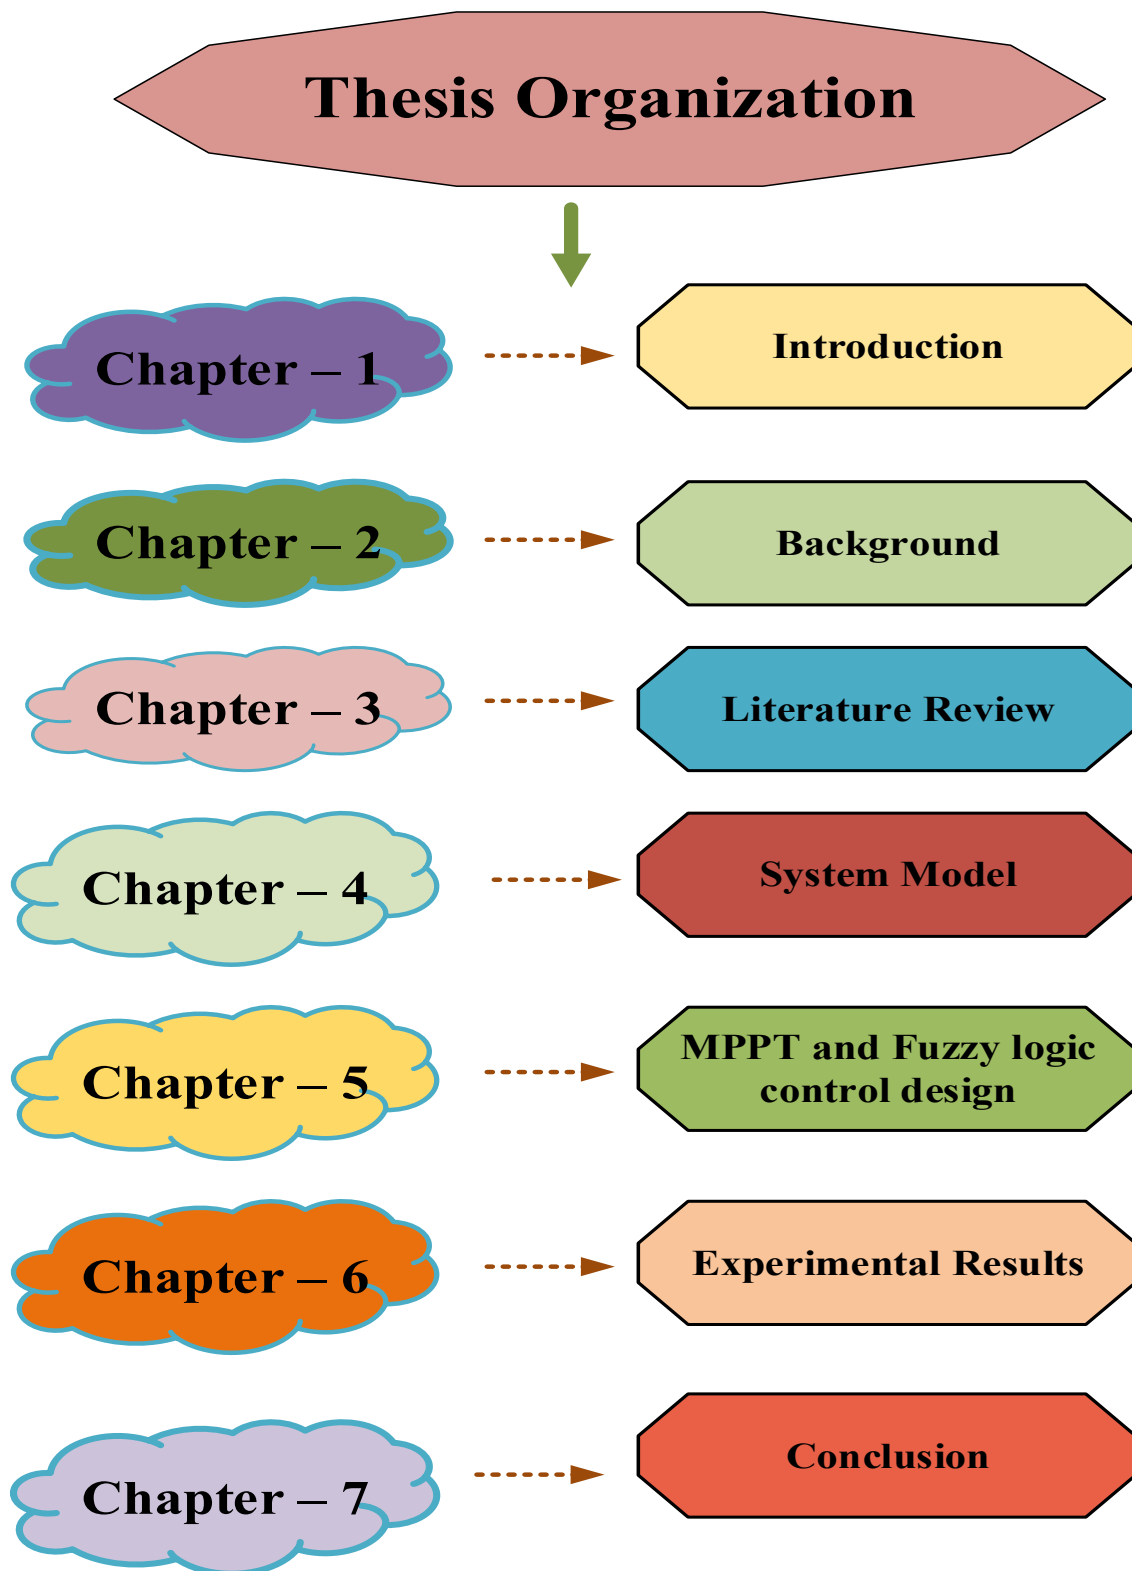 Thesis Organization
Chapter – 1
Introduction
Chapter – 2
Background
Chapter – 3
Literature Review
Chapter – 4
System Model
Chapter – 5
MPPT and Fuzzy logic
control design
Chapter – 6
Experimental Results
Chapter – 7
Conclusion